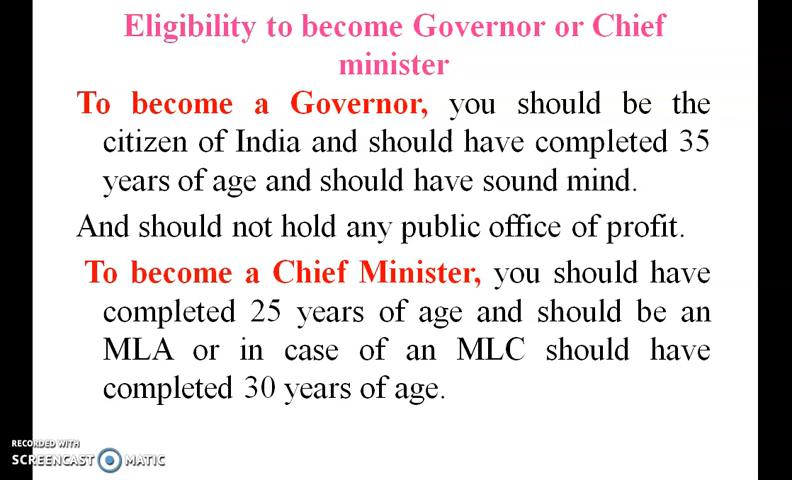 Eligibility to become Governor or Chief
minister
To become a Governor, you should be the
citizen of India and should have completed 35
years of age and should have sound mind.
And should not hold any public office of profit.
To become a Chief Minister, you should have
completed 25 years of age and should be an
MLA or in case of an MLC should have
completed 30 years of age.
RECORDED WITH
SCREENCAST MATIC